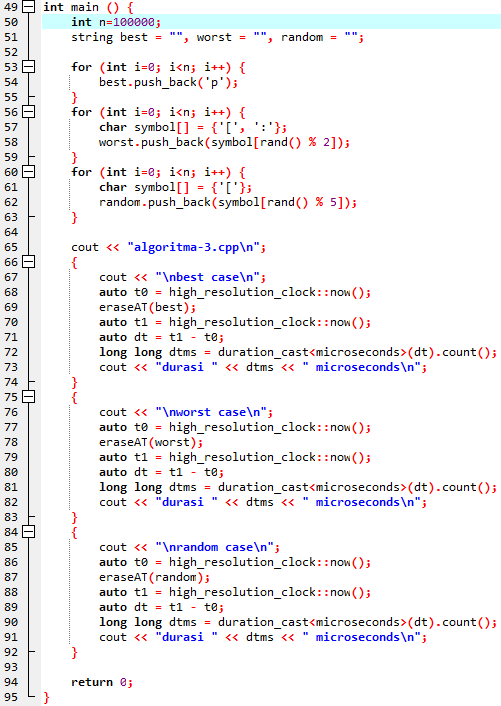 49 int main () {
50     int n=100000;
51     string best = "", worst = "", random = "";
52
53     for (int i=0; i<n; i++) {
54         best.push_back('p');
55     }
56     for (int i=0; i<n; i++) {
57         char symbol[] = {'[', ':'};
58         worst.push_back(symbol[rand() % 2]);
59     }
60     for (int i=0; i<n; i++) {
61         char symbol[] = {'['};
62         random.push_back(symbol[rand() % 5]);
63     }
64
65     cout << "algoritma-3.cpp\n";
66     {
67         cout << "\nbest case\n";
68         auto t0 = high_resolution_clock::now();
69         eraseAT(best);
70         auto t1 = high_resolution_clock::now();
71         auto dt = t1 - t0;
72         long long dtms = duration_cast<microseconds>(dt).count();
73         cout << "durasi " << dtms << " microseconds\n";
74     }
75     {
76         cout << "\nworst case\n";
77         auto t0 = high_resolution_clock::now();
78         eraseAT(worst);
79         auto t1 = high_resolution_clock::now();
80         auto dt = t1 - t0;
81         long long dtms = duration_cast<microseconds>(dt).count();
82         cout << "durasi " << dtms << " microseconds\n";
83     }
84     {
85         cout << "\nrandom case\n";
86         auto t0 = high_resolution_clock::now();
87         eraseAT(random);
88         auto t1 = high_resolution_clock::now();
89         auto dt = t1 - t0;
90         long long dtms = duration_cast<microseconds>(dt).count();
91         cout << "durasi " << dtms << " microseconds\n";
92     }
93
94     return 0;
95 }